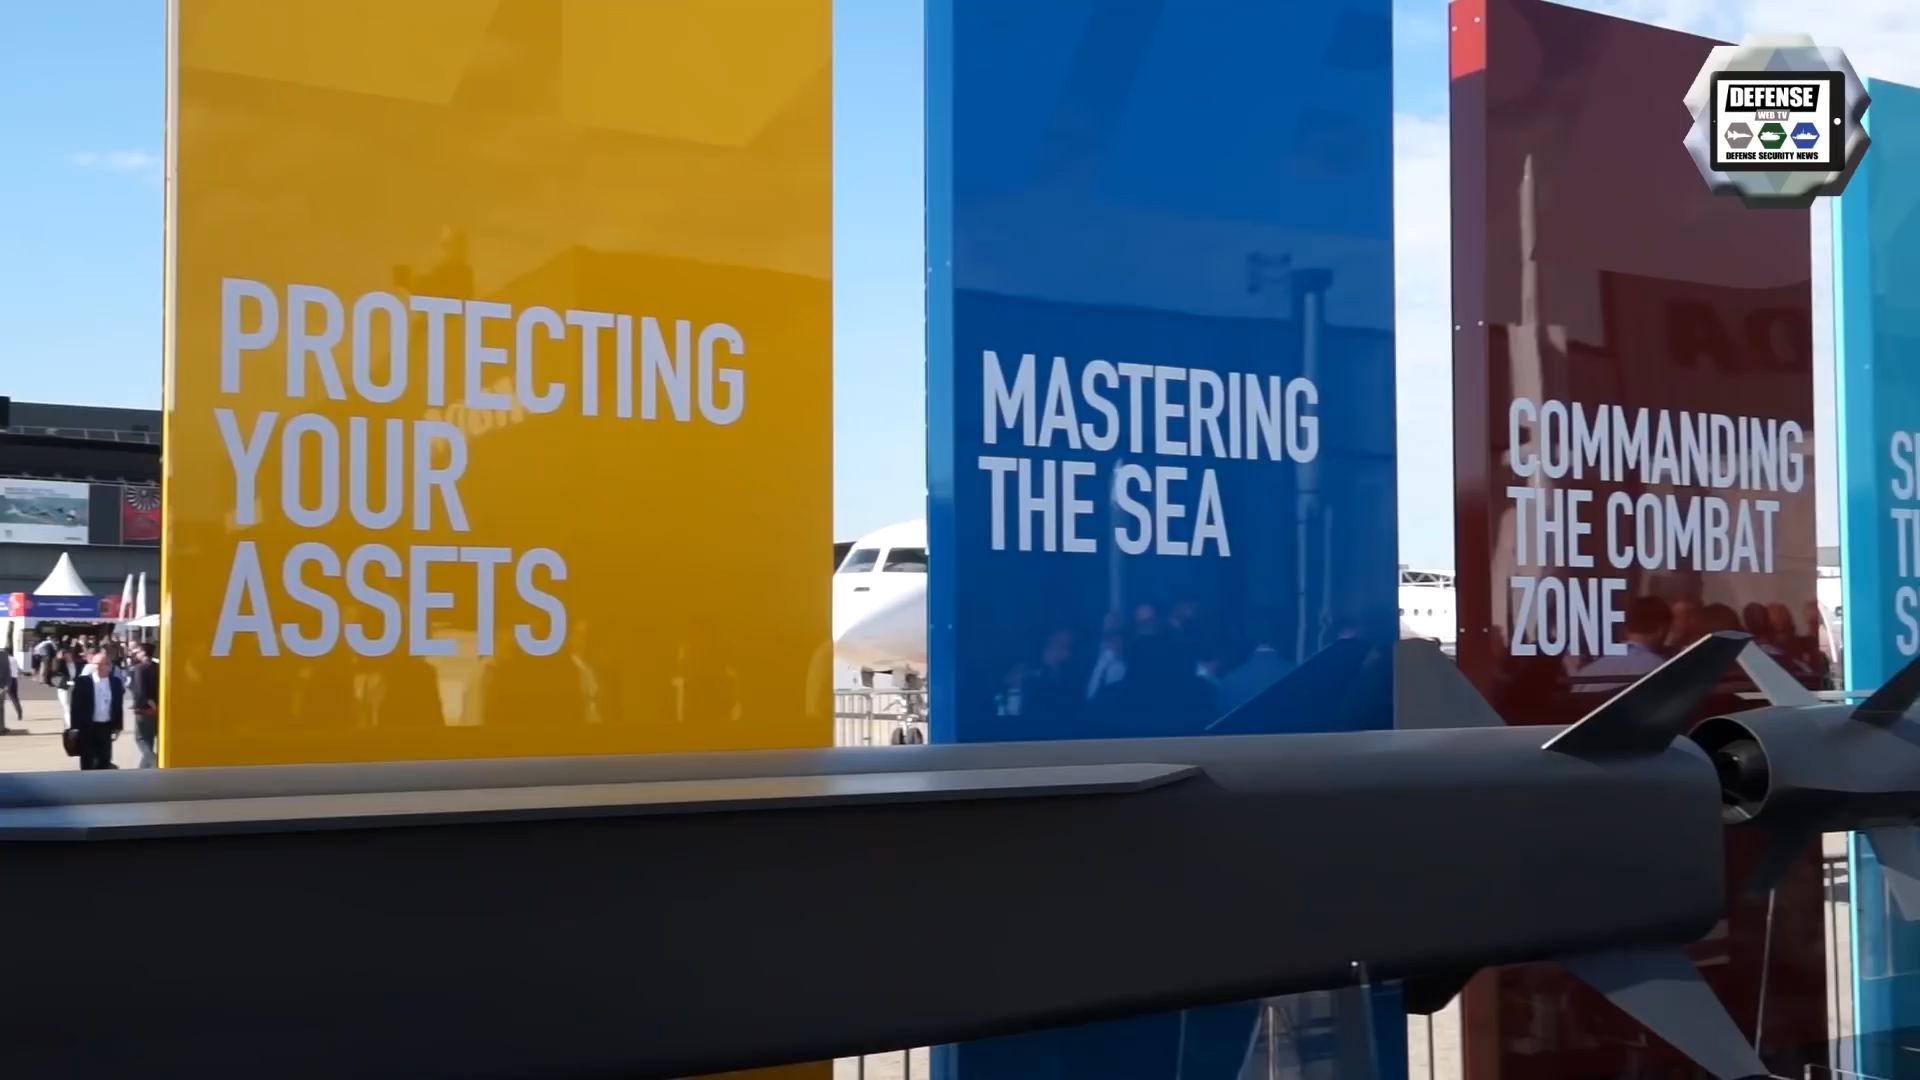 PROTECTING
YOUR
ASSETS
MASTERING
THE SEA
COMMANDING
THE COMBAT
ZONE
DEFENSE
WEB TV
DEFENSE SECURITY NEWS